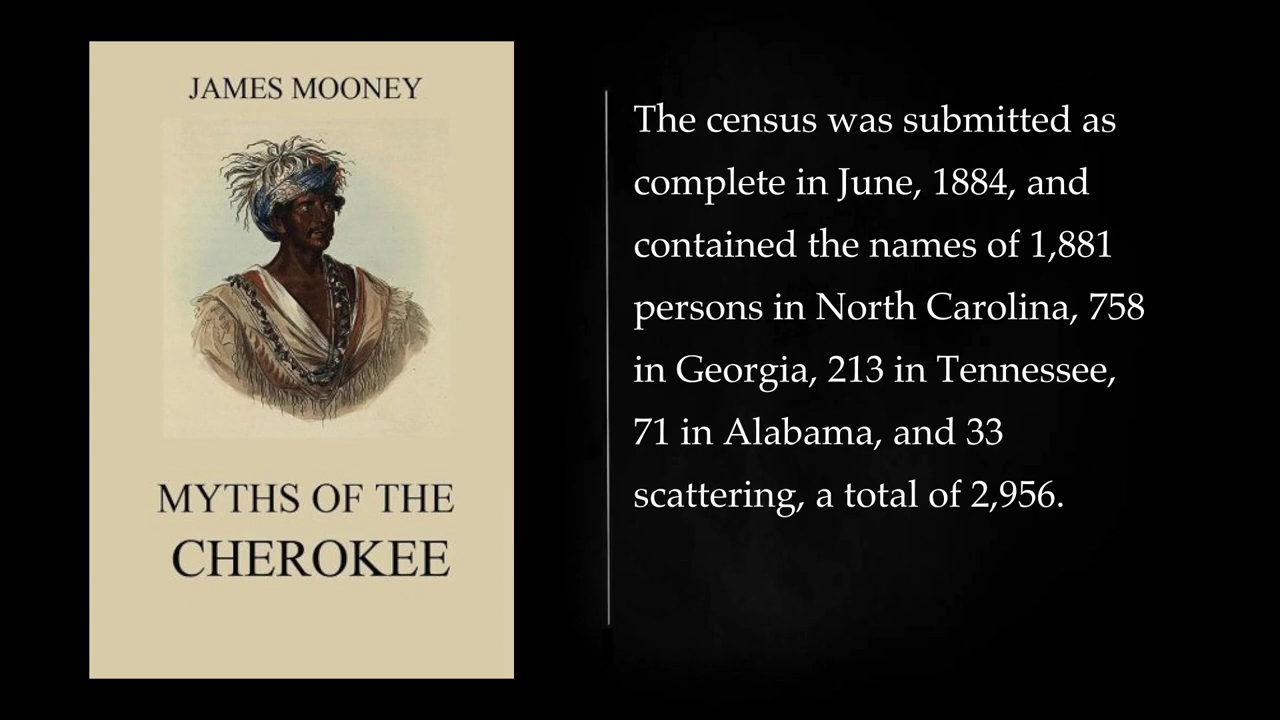 JAMES MOONEY
MYTHS OF THE
CHEROKEE
The census was submitted as
complete in June, 1884, and
contained the names of 1,881
persons in North Carolina, 758
in Georgia, 213 in Tennessee,
71 in Alabama, and 33
scattering, a total of 2,956.